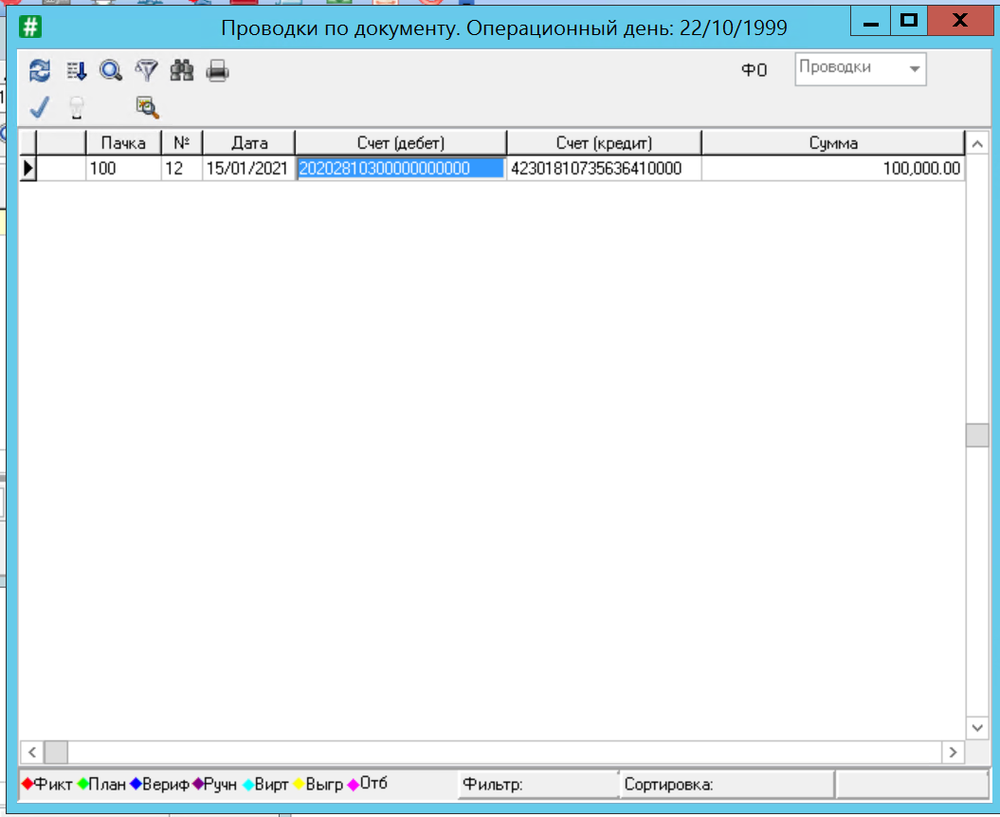 Проводки по документу. Операционный день: 22/10/1999
ФО Проводки
Пачка № Дата Счет (дебет) Счет (кредит) Сумма
100 12 15/01/2021 20202810300000000000 42301810735636410000 100,000.00
Фикт План Вериф Ручн Вирт Выгр Отб Фильтр: Сортировка: